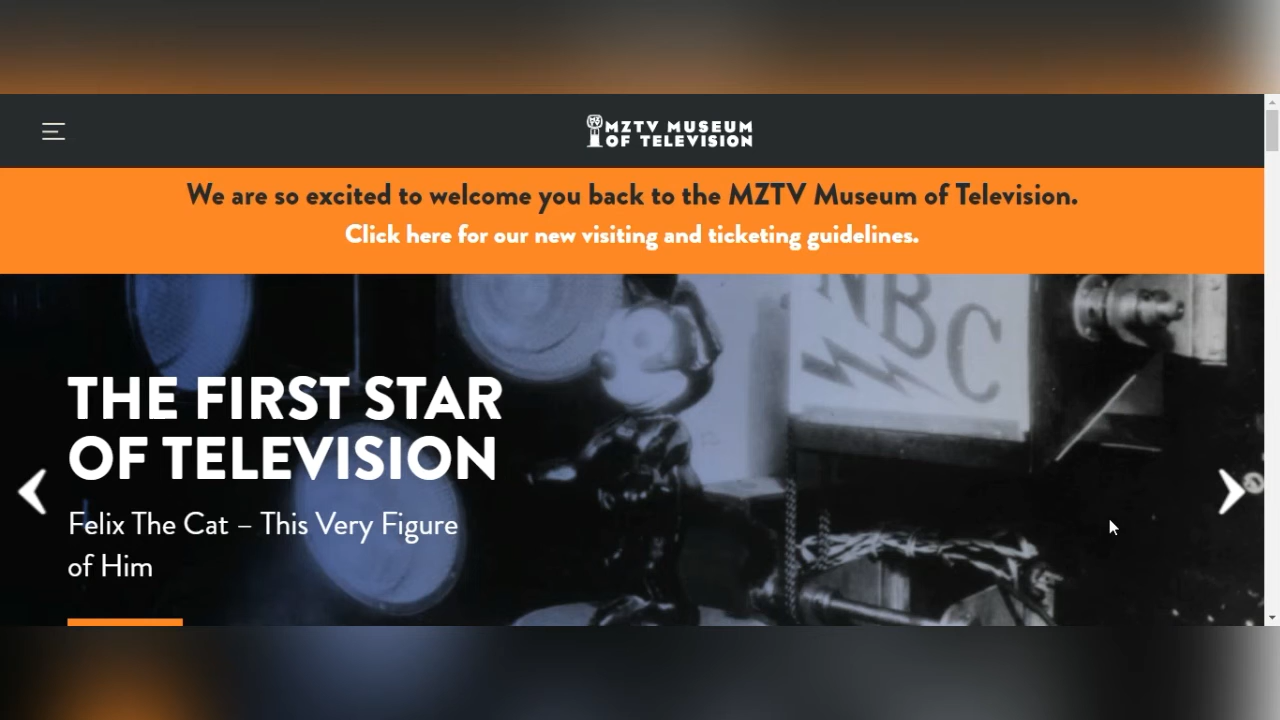 MZTV MUSEUM
OF TELEVISION
We are so excited to welcome you back to the MZTV Museum of Television.
Click here for our new visiting and ticketing guidelines.
NBC
THE FIRST STAR
OF TELEVISION
Felix The Cat – This Very Figure
of Him